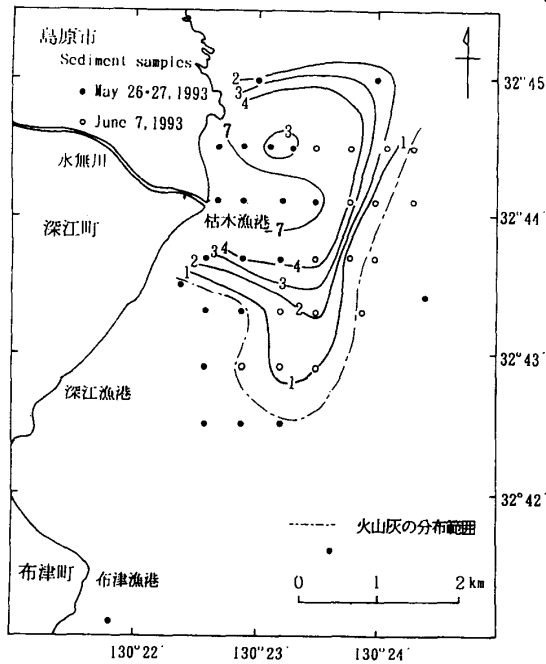 島原市
Sediment samples
• May 26・27, 1993
○ June 7, 1993
水無川
深江町
枯木漁港
深江漁港
布津町
布津漁港
2
3
4
7
3
1
7
4
3
2
1
4
3
2
1
32°45'
32°44'
32°43'
32°42'
火山灰の分布範囲
0 1 2 km
130°22' 130°23' 130°24'